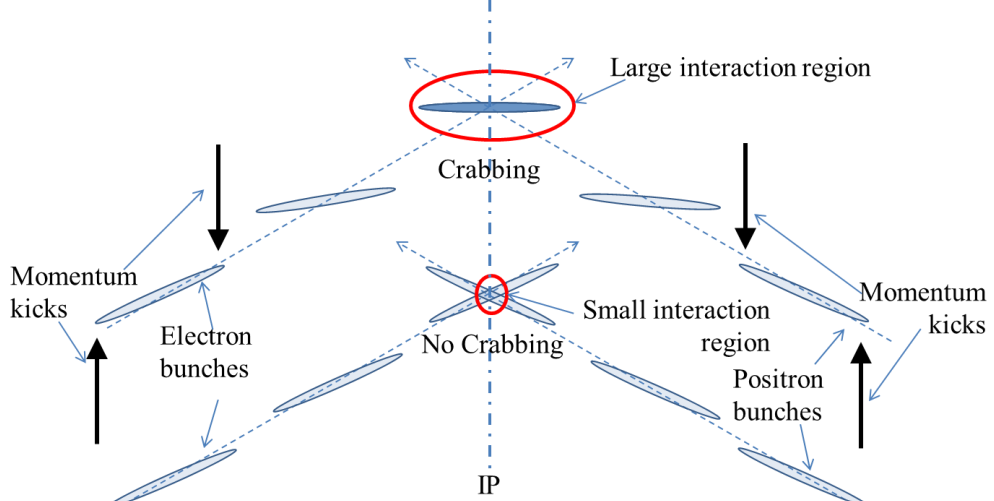 Large interaction region
Crabbing
Momentum
kicks
Electron
bunches
Small interaction
region
No Crabbing
Momentum
kicks
Positron
bunches
IP